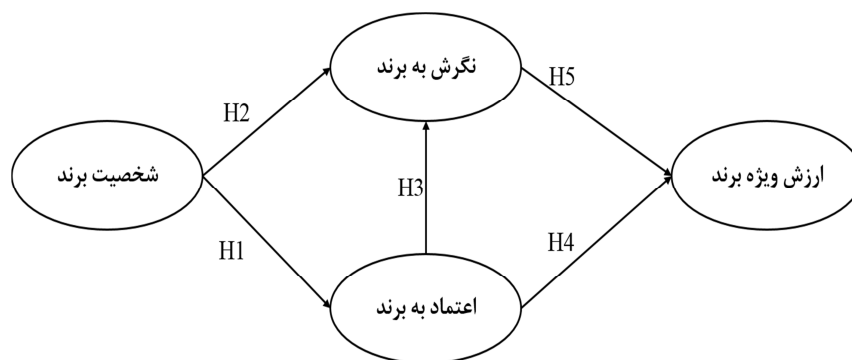 نگرش به برند
H5
H2
شخصیت برند
ارزش ویژه برند
H3
H1
H4
اعتماد به برند